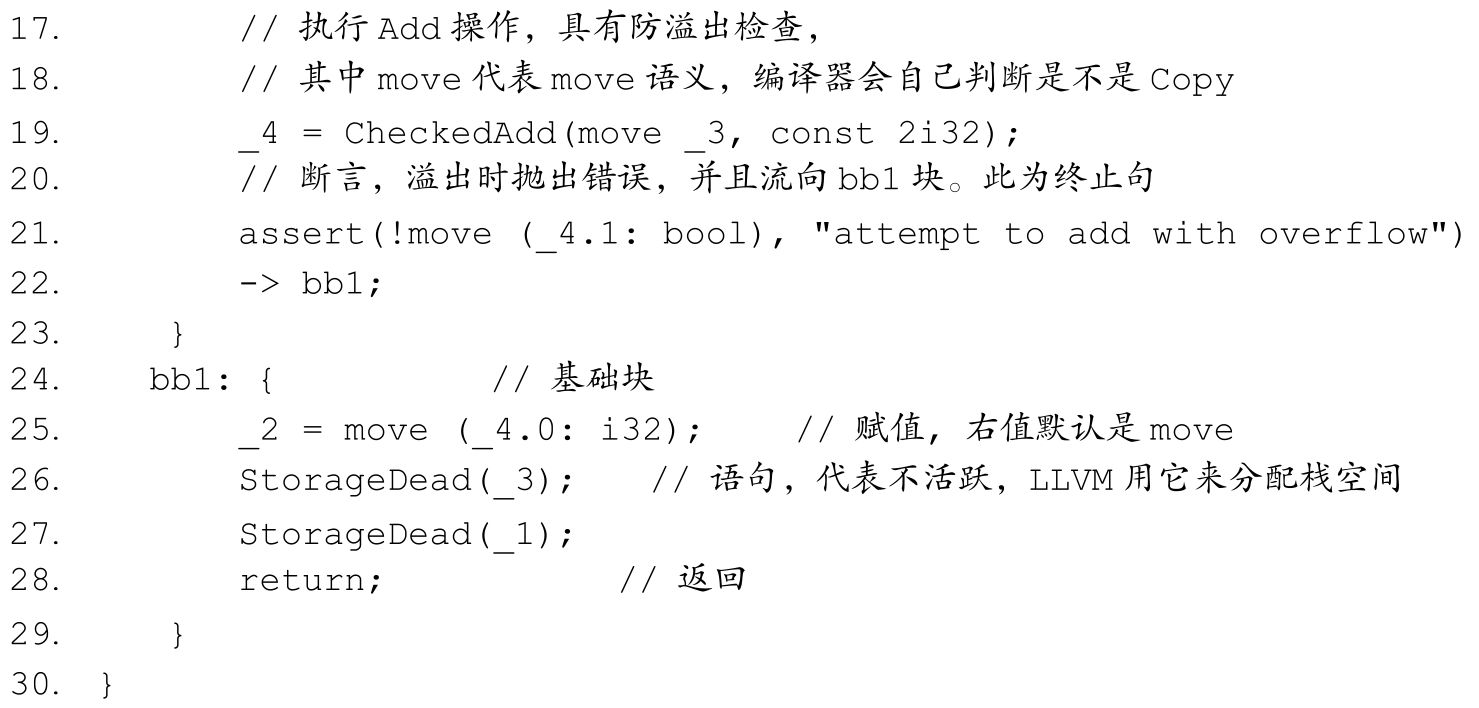 17.         // 执行 Add 操作，具有防溢出检查，
18.         // 其中 move 代表 move 语义，编译器会自己判断是不是 Copy
19.         _4 = CheckedAdd(move _3, const 2i32);
20.         // 断言，溢出时抛出错误，并且流向 bb1 块。此为终止句
21.         assert(!move (_4.1: bool), "attempt to add with overflow")
22.         -> bb1;
23.     }
24.    bb1: {           // 基础块
25.         _2 = move (_4.0: i32);     // 赋值，右值默认是 move
26.         StorageDead(_3);    // 语句，代表不活跃，LLVM 用它来分配栈空间
27.         StorageDead(_1);
28.         return;            // 返回
29.     }
30. }